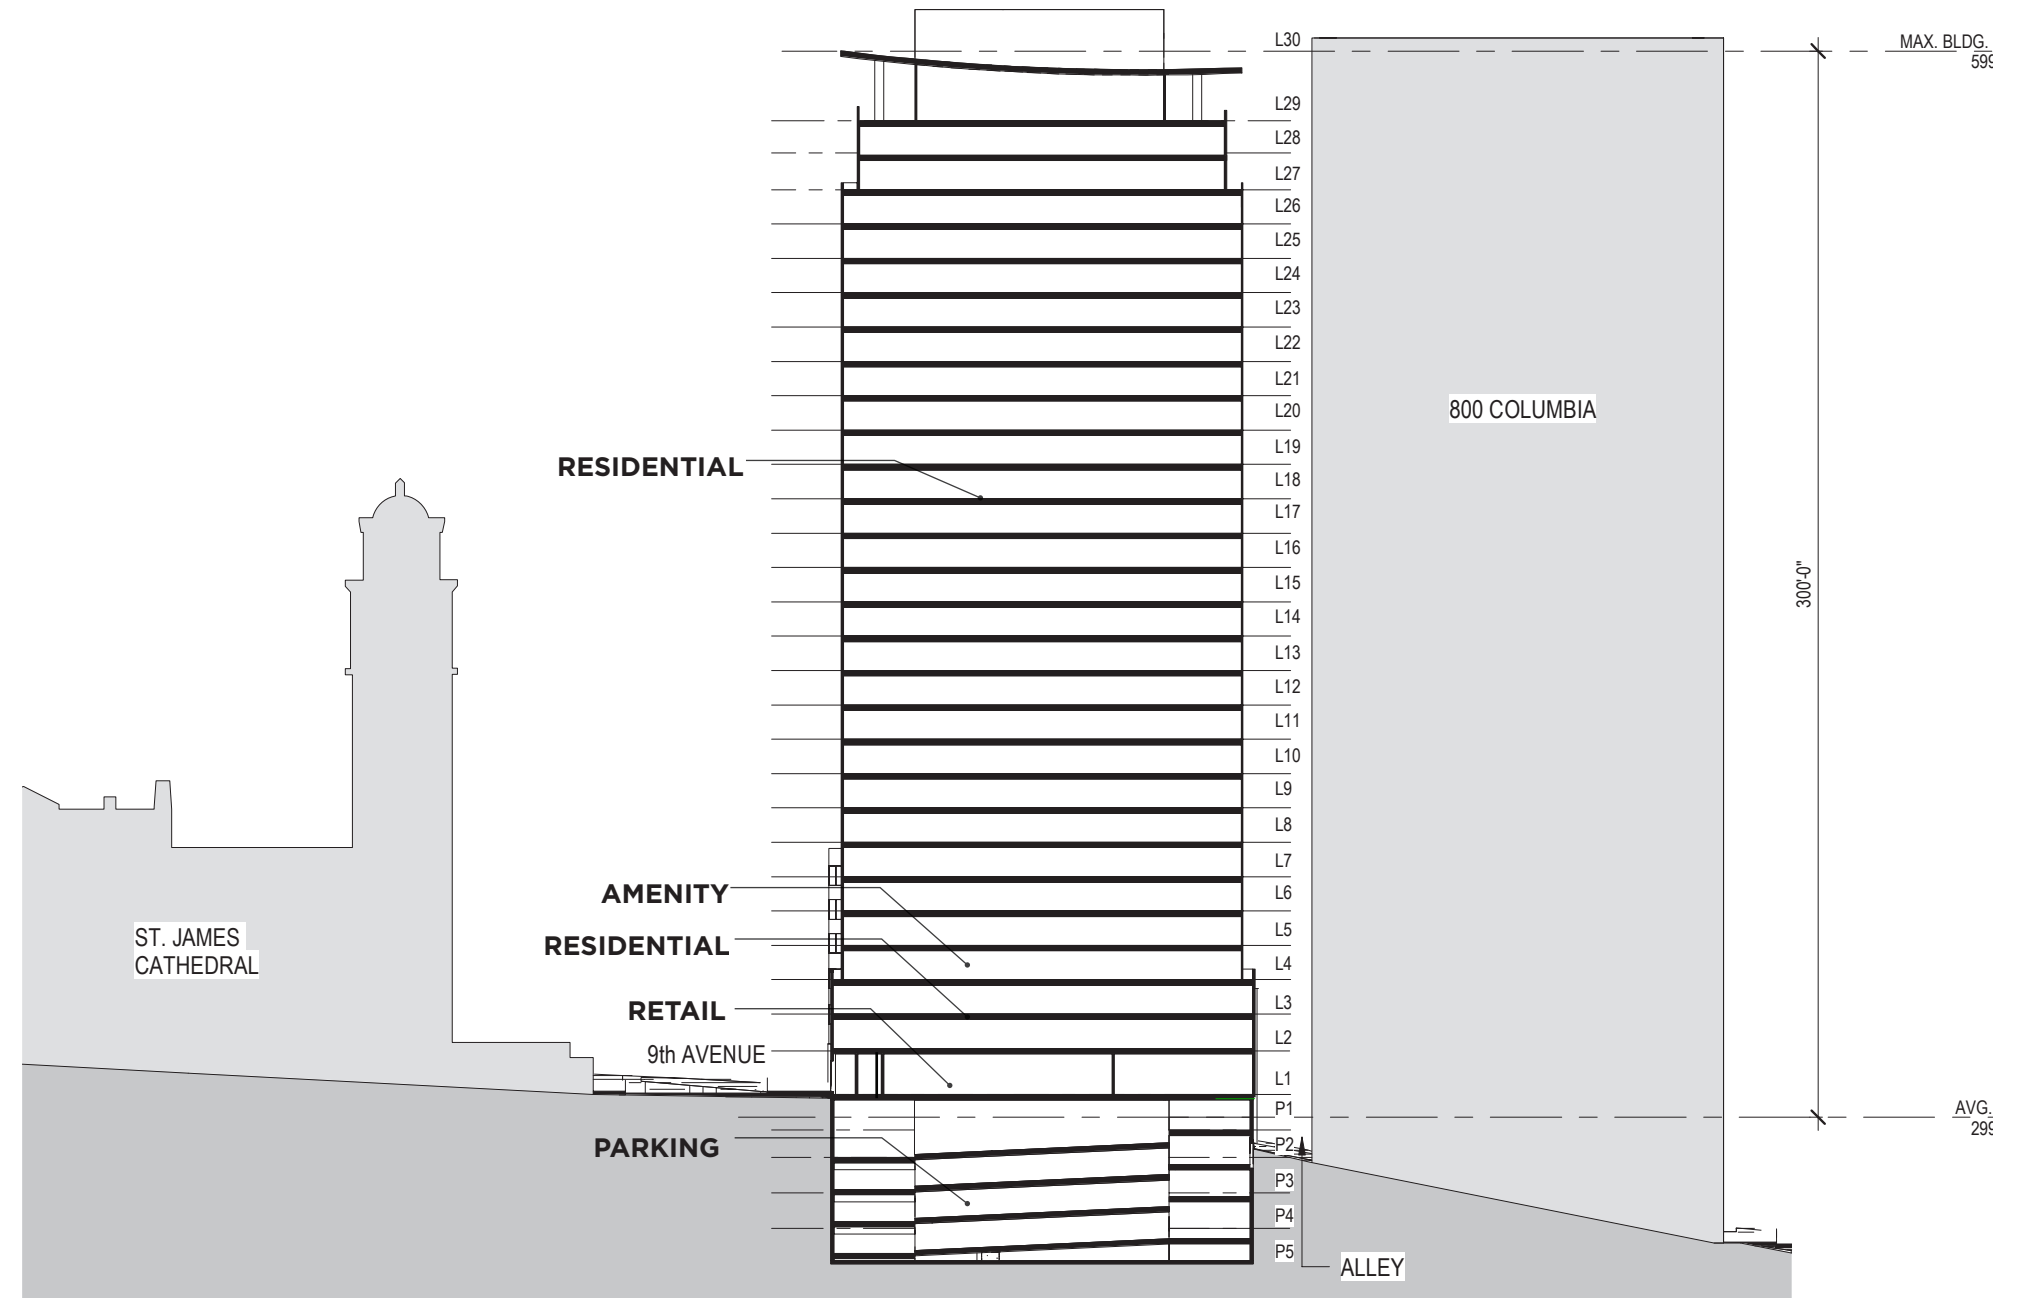 L30
MAX. BLDG.
599
L29
L28
L27
L26
L25
L24
L23
L22
L21
L20
800 COLUMBIA
L19
RESIDENTIAL
L18
L17
L16
L15
300'-0"
L14
L13
L12
L11
L10
L9
L8
L7
AMENITY
L6
L5
ST. JAMES
CATHEDRAL
RESIDENTIAL
L4
L3
RETAIL
L2
9th AVENUE
L1
P1
AVG.
299
PARKING
P2
P3
P4
P5
ALLEY